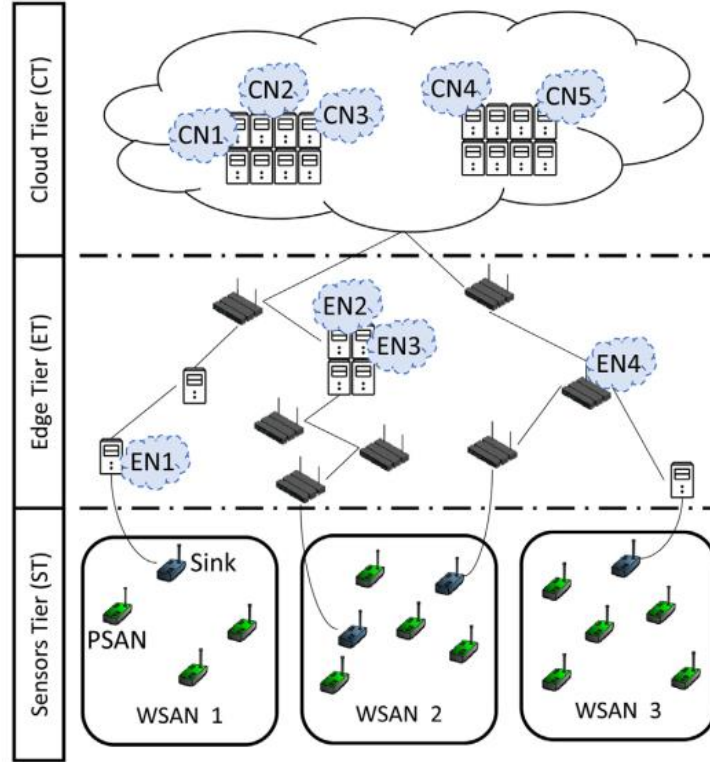 Cloud Tier (CT)
CN1
CN2
CN3
CN4
CN5
Edge Tier (ET)
EN2
EN3
EN4
EN1
Sensors Tier (ST)
Sink
PSAN
WSAN 1
WSAN 2
WSAN 3